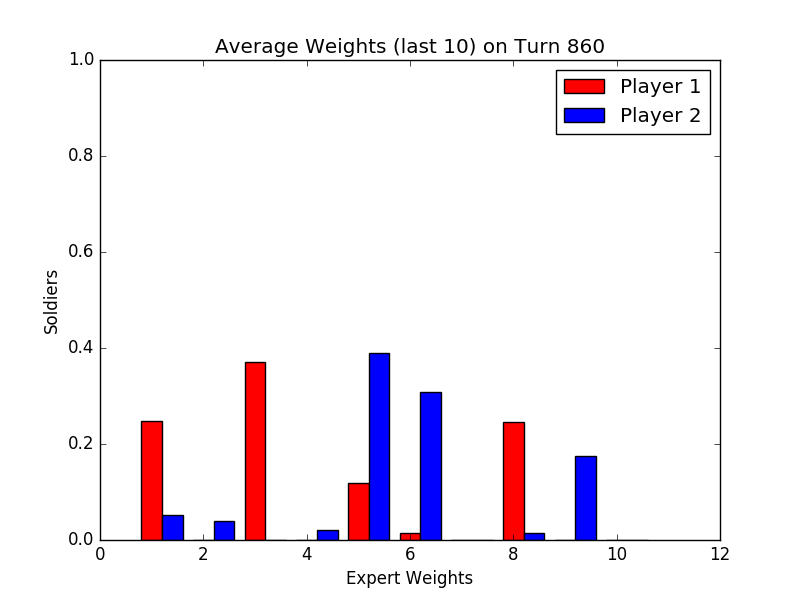 Average Weights (last 10) on Turn 860
1.0
0.8
0.6
0.4
0.2
0.0
Soldiers
Player 1
Player 2
0 2 4 6 8 10 12
Expert Weights